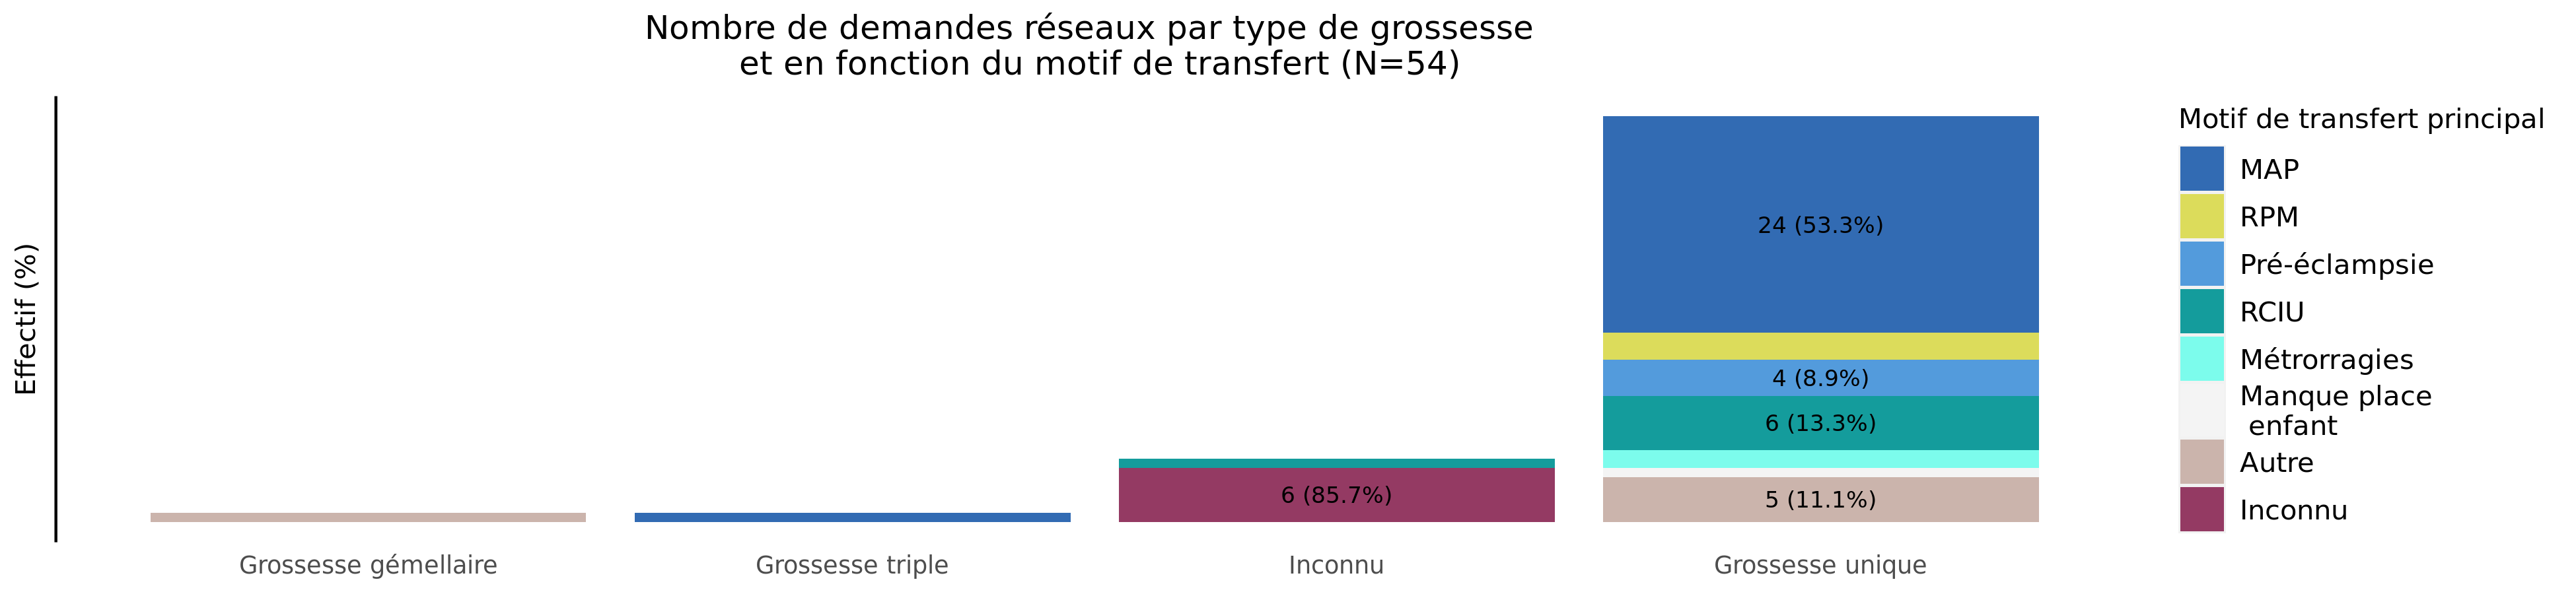 Nombre de demandes réseaux par type de grossesse
et en fonction du motif de transfert (N=54)
Effectif (%)
24 (53.3%)
4 (8.9%)
6 (13.3%)
6 (85.7%)
5 (11.1%)
Grossesse gémellaire
Grossesse triple
Inconnu
Grossesse unique
Motif de transfert principal
MAP
RPM
Pré-éclampsie
RCIU
Métrorragies
Manque place
enfant
Autre
Inconnu